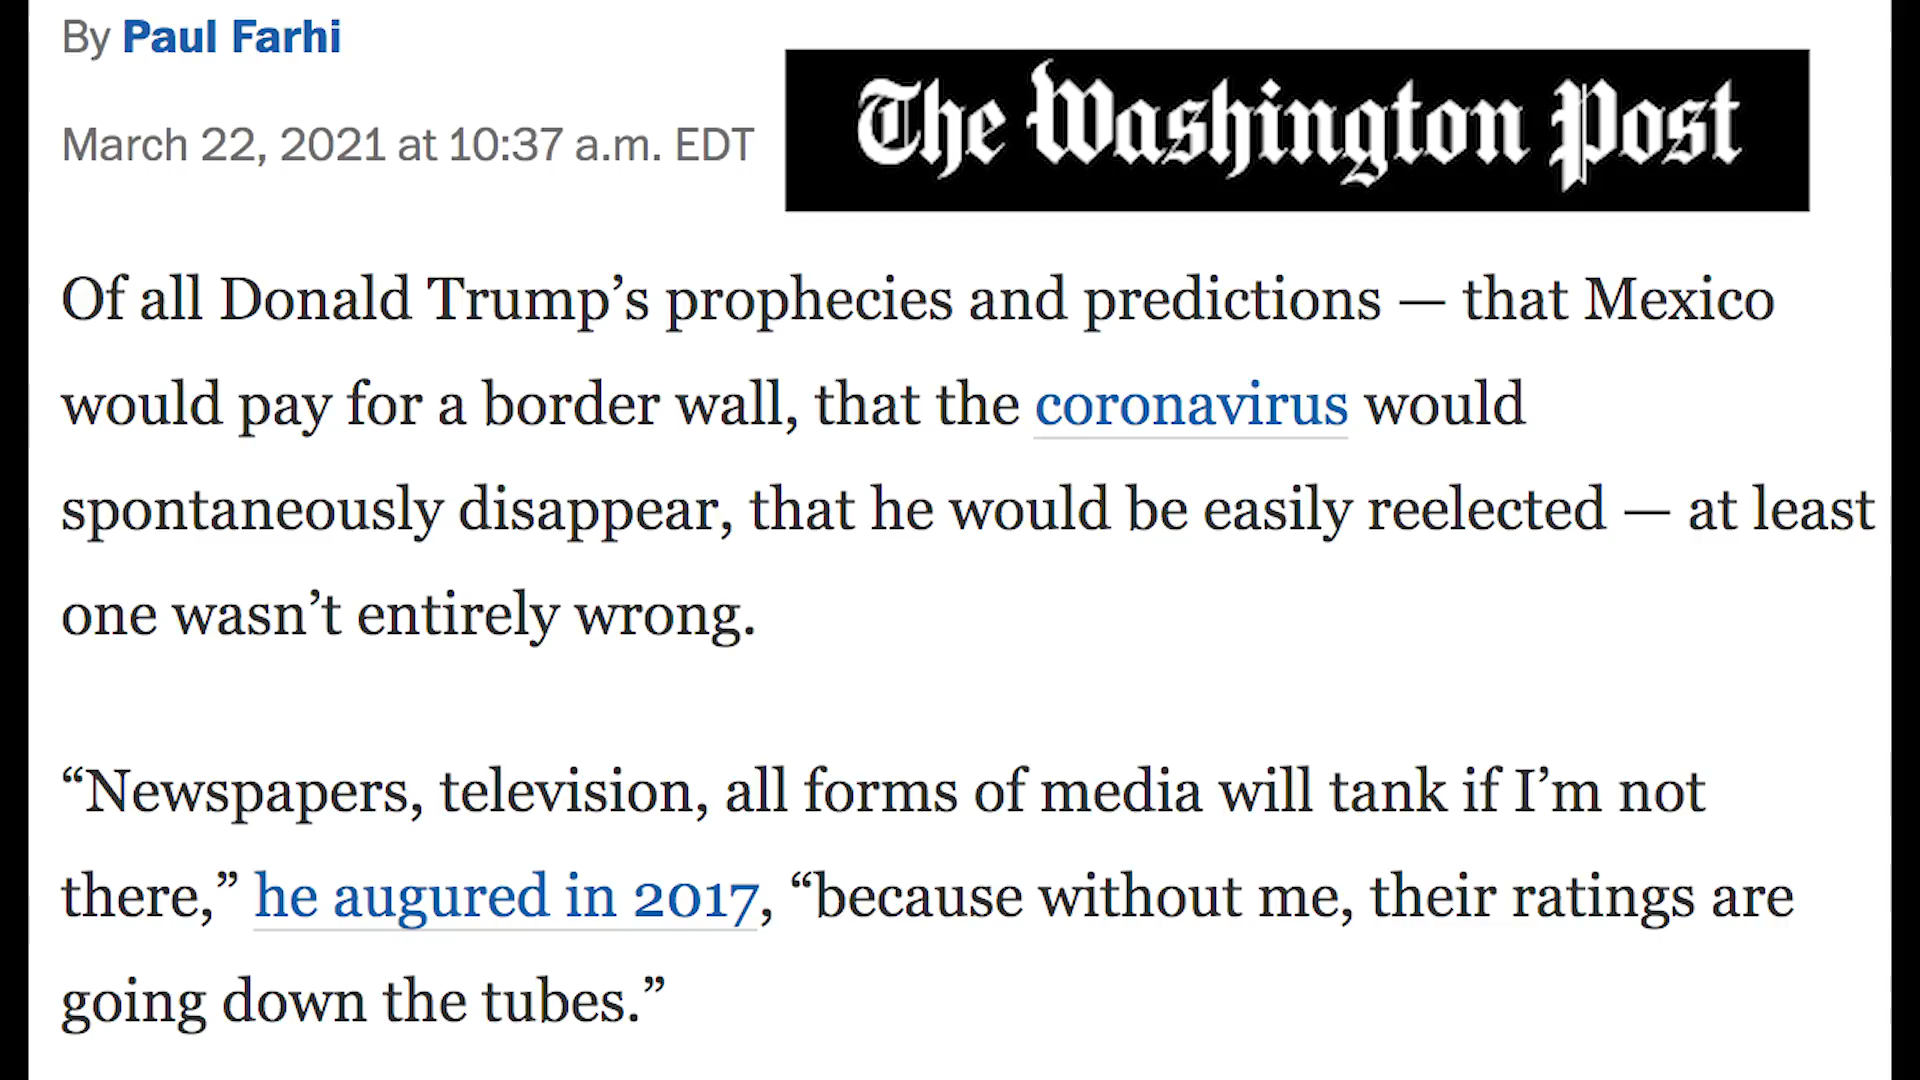 By Paul Farhi
The Washington Post
March 22, 2021 at 10:37 a.m. EDT
Of all Donald Trump’s prophecies and predictions — that Mexico
would pay for a border wall, that the coronavirus would
spontaneously disappear, that he would be easily reelected — at least
one wasn’t entirely wrong.
“Newspapers, television, all forms of media will tank if I’m not
there,” he augured in 2017, “because without me, their ratings are
going down the tubes.”